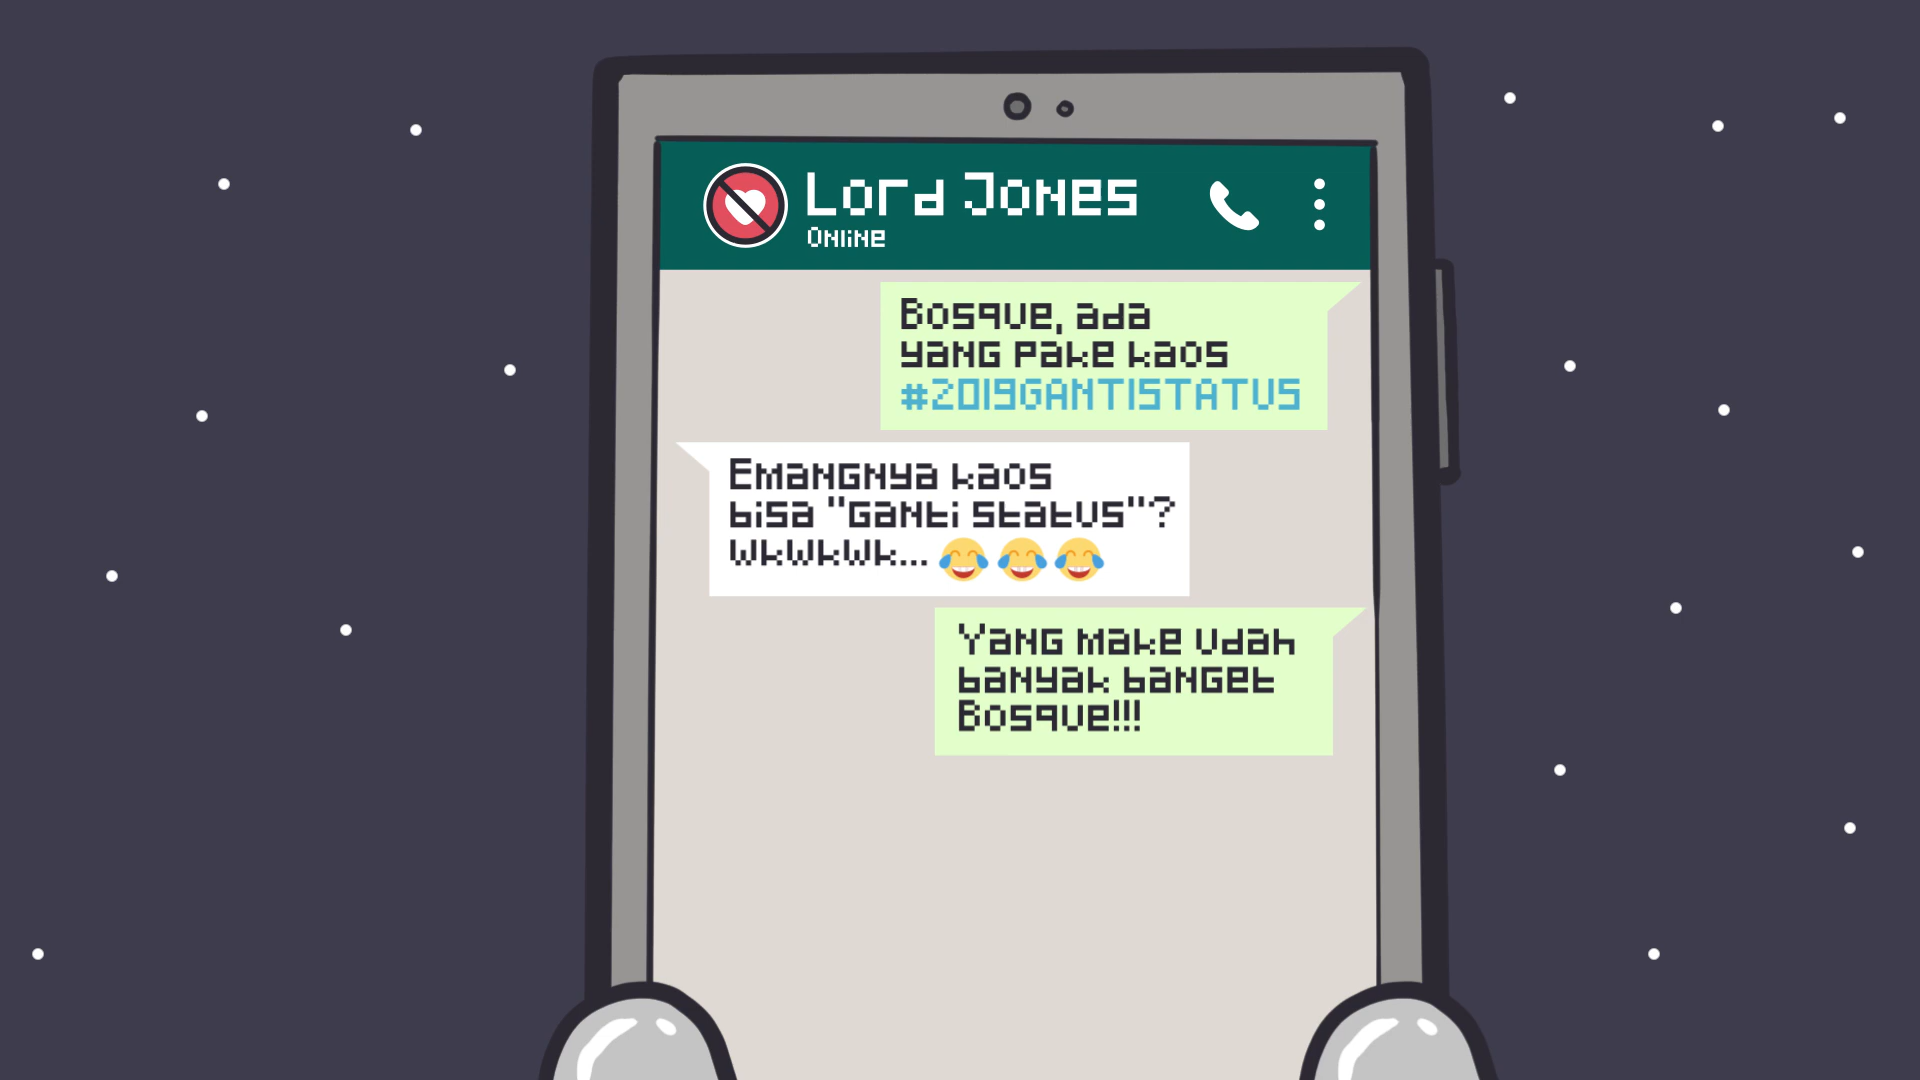 Lord Jones
Online
Bosque, ada
yang pake kaos
#2019GANTISTATUS
Emangnya kaos
bisa "ganti status"?
wkwkwk... 😂😂😂
Yang make udah
banyak banget
Bosque!!!